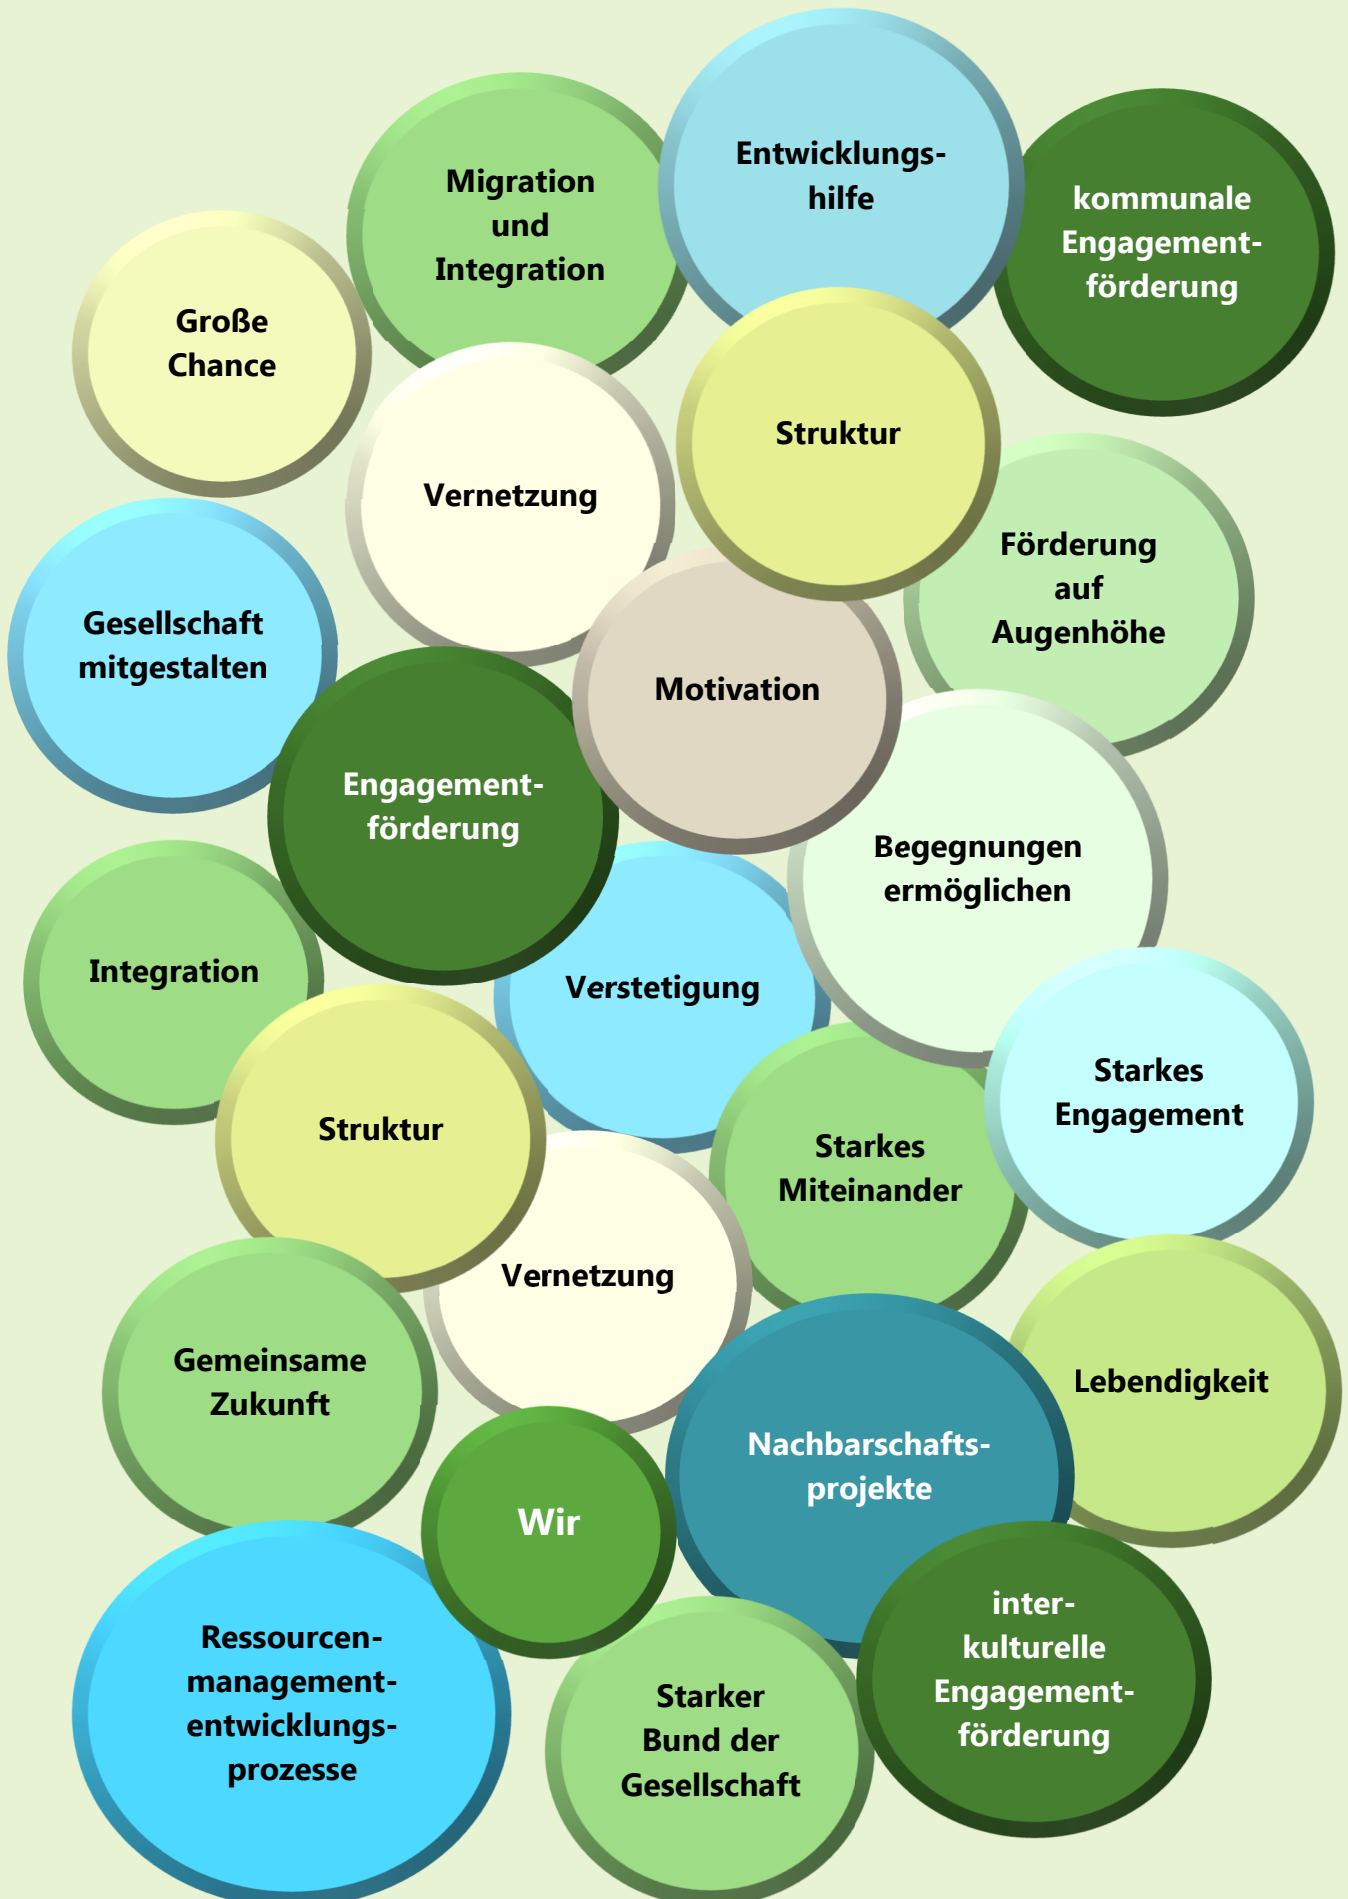 Entwicklungs-
hilfe
Migration
und
Integration
kommunale
Engagement-
förderung
Große
Chance
Struktur
Vernetzung
Förderung
auf
Augenhöhe
Gesellschaft
mitgestalten
Motivation
Engagement-
förderung
Begegnungen
ermöglichen
Integration
Verstetigung
Starkes
Engagement
Struktur
Starkes
Miteinander
Vernetzung
Gemeinsame
Zukunft
Lebendigkeit
Nachbarschafts-
projekte
Wir
inter-
kulturelle
Engagement-
förderung
Ressourcen-
management-
entwicklungs-
prozesse
Starker
Bund der
Gesellschaft